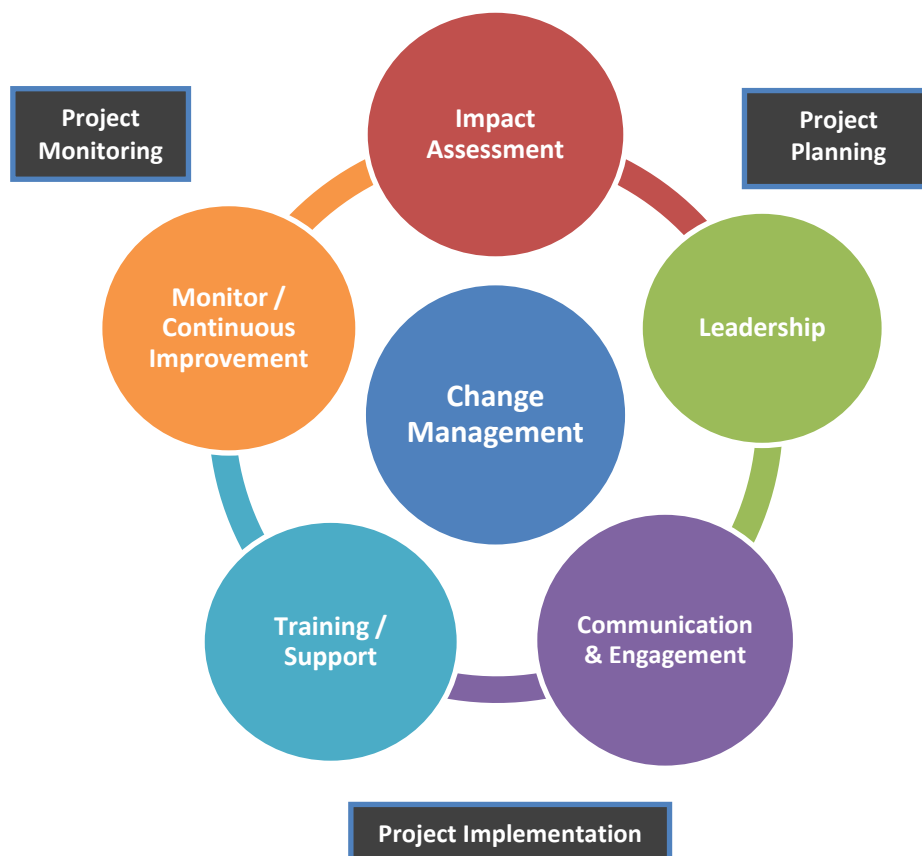 Project
Monitoring
Impact
Assessment
Project
Planning
Monitor /
Continuous
Improvement
Leadership
Change
Management
Training /
Support
Communication
& Engagement
Project Implementation